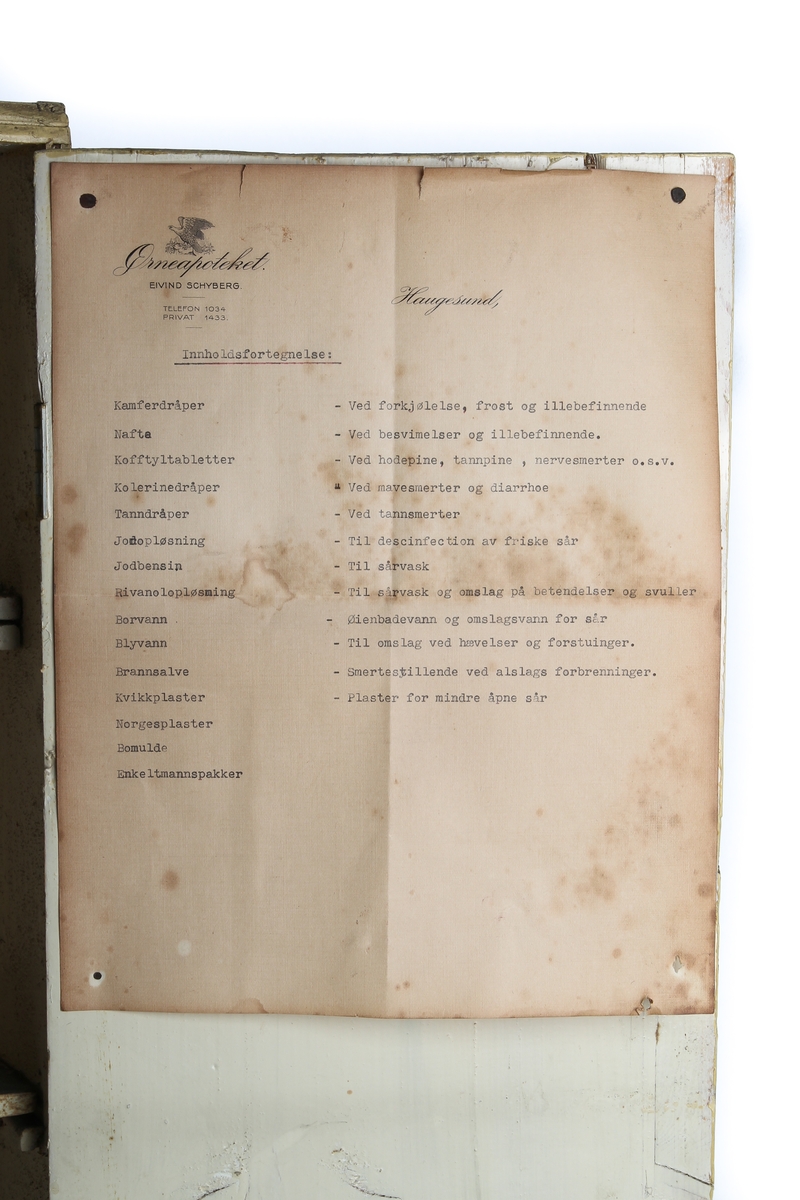 Ørneapoteket.
EIVIND SCHYBERG.
TELEFON 1034
PRIVAT 1433.
Haugesund,
Innholdsfortegnelse:
Kamferdråper - Ved forkjølelse, frost og illebefinnende
Nafta - Ved besvimelser og illebefinnende.
Kofftyltabletter - Ved hodepine, tannpine , nervesmerter o.s.v.
Kolerinedråper " Ved mavesmerter og diarrhoe
Tanndråper - Ved tannsmerter
Jodopløsning - Til descinfection av friske sår
Jodbensin - Til sårvask
Rivanolopløsning - Til sårvask og omslag på betendelser og svuller
Borvann - Øienbadevann og omslagsvann for sår
Blyvann - Til omslag ved hævelser og forstuinger.
Brannsalve - Smertestillende ved alslags forbrenninger.
Kvikkplaster - Plaster for mindre åpne sår
Norgesplaster
Bomulde
Enkeltmannspakker